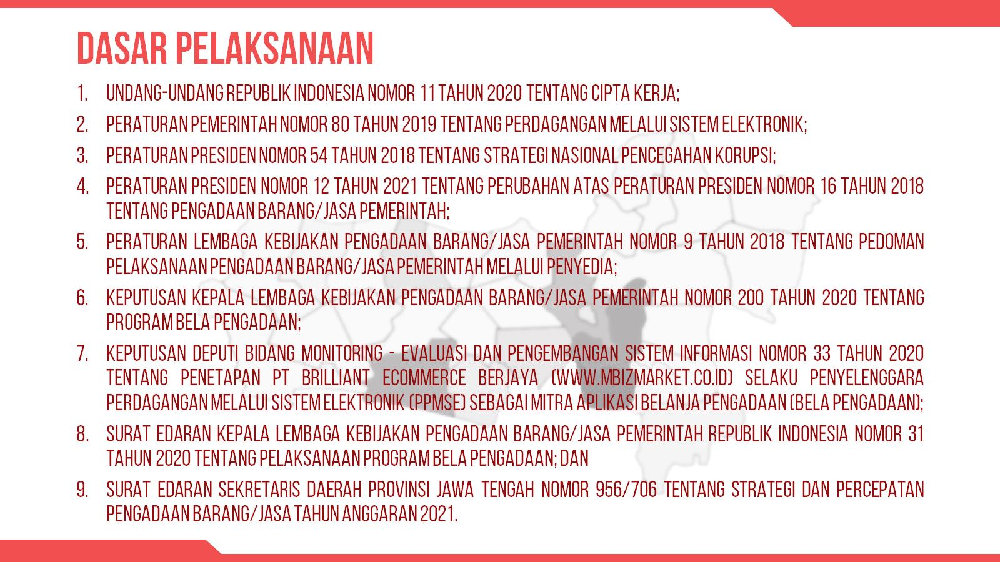 DASAR PELAKSANAAN
1. UNDANG-UNDANG REPUBLIK INDONESIA NOMOR 11 TAHUN 2020 TENTANG CIPTA KERJA;
2. PERATURAN PEMERINTAH NOMOR 80 TAHUN 2019 TENTANG PERDAGANGAN MELALUI SISTEM ELEKTRONIK;
3. PERATURAN PRESIDEN NOMOR 54 TAHUN 2018 TENTANG STRATEGI NASIONAL PENCEGAHAN KORUPSI;
4. PERATURAN PRESIDEN NOMOR 12 TAHUN 2021 TENTANG PERUBAHAN ATAS PERATURAN PRESIDEN NOMOR 16 TAHUN 2018
TENTANG PENGADAAN BARANG/JASA PEMERINTAH;
5. PERATURAN LEMBAGA KEBIJAKAN PENGADAAN BARANG/JASA PEMERINTAH NOMOR 9 TAHUN 2018 TENTANG PEDOMAN
PELAKSANAAN PENGADAAN BARANG/JASA PEMERINTAH MELALUI PENYEDIA;
6. KEPUTUSAN KEPALA LEMBAGA KEBIJAKAN PENGADAAN BARANG/JASA PEMERINTAH NOMOR 200 TAHUN 2020 TENTANG
PROGRAM BELA PENGADAAN;
7. KEPUTUSAN DEPUTI BIDANG MONITORING - EVALUASI DAN PENGEMBANGAN SISTEM INFORMASI NOMOR 33 TAHUN 2020
TENTANG PENETAPAN PT BRILLIANT ECOMMERCE BERJAYA (WWW.MBIZMARKET.CO.ID) SELAKU PENYELENGGARA
PERDAGANGAN MELALUI SISTEM ELEKTRONIK (PPMSE) SEBAGAI MITRA APLIKASI BELANJA PENGADAAN (BELA PENGADAAN);
8. SURAT EDARAN KEPALA LEMBAGA KEBIJAKAN PENGADAAN BARANG/JASA PEMERINTAH REPUBLIK INDONESIA NOMOR 31
TAHUN 2020 TENTANG PELAKSANAAN PROGRAM BELA PENGADAAN; DAN
9. SURAT EDARAN SEKRETARIS DAERAH PROVINSI JAWA TENGAH NOMOR 956/706 TENTANG STRATEGI DAN PERCEPATAN
PENGADAAN BARANG/JASA TAHUN ANGGARAN 2021.